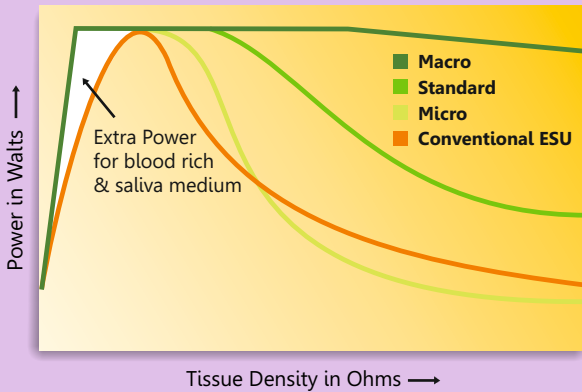 Macro
Standard
Micro
Conventional ESU
Extra Power
for blood rich
& saliva medium
Power in Walts
Tissue Density in Ohms